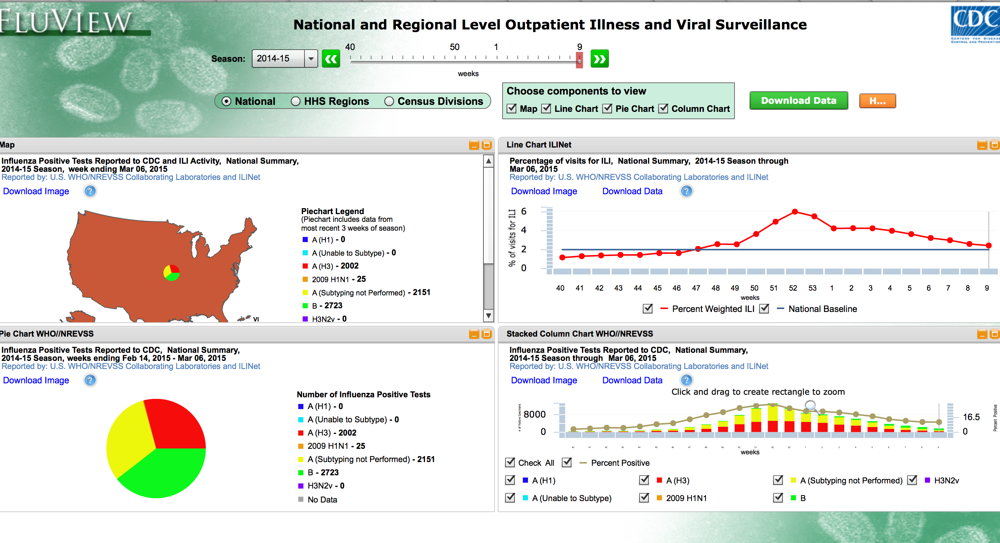 FLUVIEW
National and Regional Level Outpatient Illness and Viral Surveillance
CDC
CENTERS FOR DISEASE
CONTROL AND PREVENTION
40 50 1 9
Season: 2014-15
weeks
National HHS Regions Census Divisions
Choose components to view
Map Line Chart Pie Chart Column Chart
Download Data H...
Map
Influenza Positive Tests Reported to CDC and ILI Activity, National Summary,
2014-15 Season, week ending Mar 06, 2015
Reported by: U.S. WHO/NREVSS Collaborating Laboratories and ILINet
Download Image ?
Piechart Legend
(Piechart includes data from
most recent 3 weeks of season)
A (H1) - 0
A (Unable to Subtype) - 0
A (H3) - 2002
2009 H1N1 - 25
A (Subtyping not Performed) - 2151
B - 2723
H3N2v - 0
VI
Line Chart ILINet
Percentage of visits for ILI, National Summary, 2014-15 Season through
Mar 06, 2015
Reported by: U.S. WHO/NREVSS Collaborating Laboratories and ILINet
Download Image Download Data ?
% of visits for ILI
6
4
2
0
40 41 42 43 44 45 46 47 48 49 50 51 52 53 1 2 3 4 5 6 7 8 9
weeks
Percent Weighted ILI National Baseline
Pie Chart WHO//NREVSS
Influenza Positive Tests Reported to CDC, National Summary,
2014-15 Season, weeks ending Feb 14, 2015 - Mar 06, 2015
Reported by: U.S. WHO/NREVSS Collaborating Laboratories and ILINet
Download Image ?
Number of Influenza Positive Tests
A (H1) - 0
A (Unable to Subtype) - 0
A (H3) - 2002
2009 H1N1 - 25
A (Subtyping not Performed) - 2151
B - 2723
H3N2v - 0
No Data
Stacked Column Chart WHO//NREVSS
Influenza Positive Tests Reported to CDC, National Summary,
2014-15 Season through Mar 06, 2015
Reported by: U.S. WHO/NREVSS Collaborating Laboratories and ILINet
Download Image Download Data ?
Click and drag to create rectangle to zoom
# of Positive Specimens
8000
0
16.5
0
Percent Positive
40 41 42 43 44 45 46 47 48 49 50 51 52 53 1 2 3 4 5 6 7 8 9
weeks
Check All Percent Positive
A (H1) A (H3) A (Subtyping not Performed) H3N2v
A (Unable to Subtype) 2009 H1N1 B